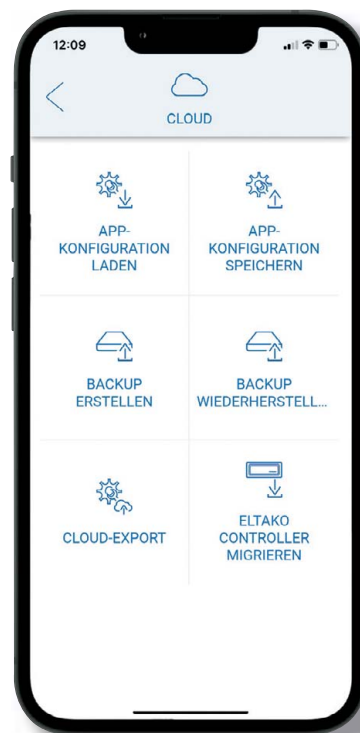 12:09
CLOUD
APP-
KONFIGURATION
LADEN
APP-
KONFIGURATION
SPEICHERN
BACKUP
ERSTELLEN
BACKUP
WIEDERHERSTELL...
CLOUD-EXPORT
ELTAKO
CONTROLLER
MIGRIEREN